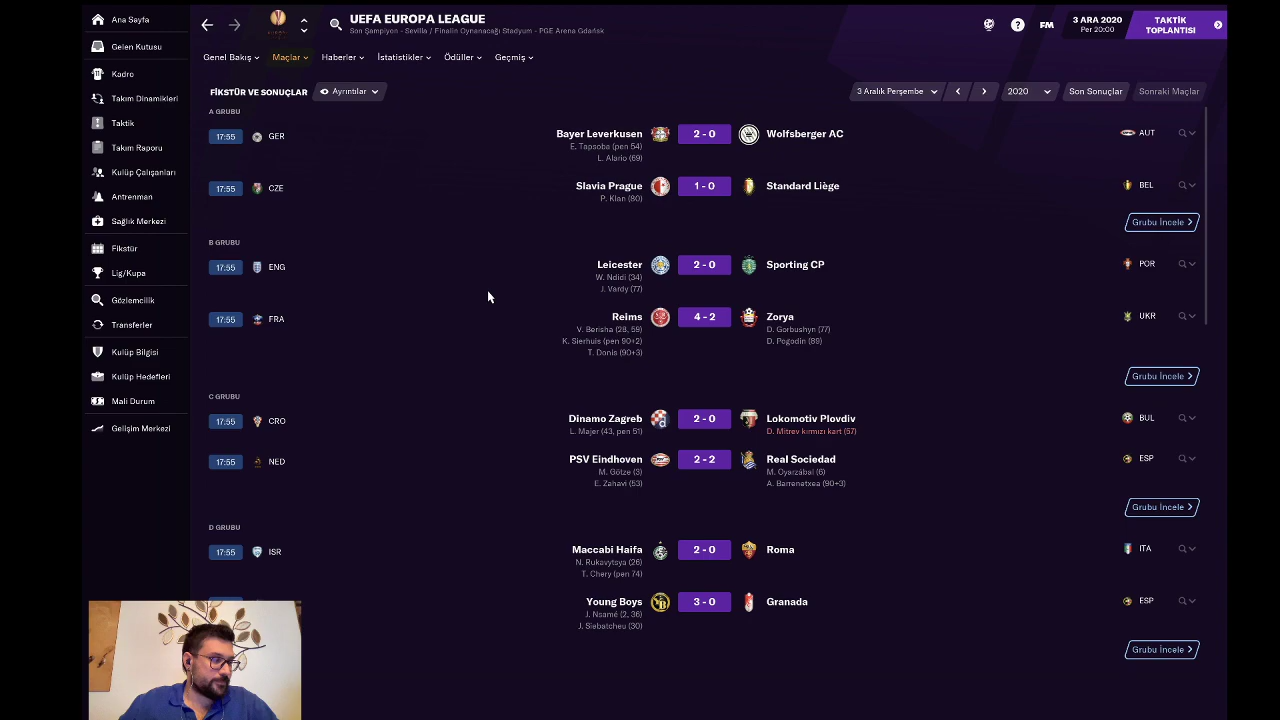 Ana Sayfa
Gelen Kutusu
Kadro
Takım Dinamikleri
Taktik
Takım Raporu
Kulüp Çalışanları
Antrenman
Sağlık Merkezi
Fikstür
Lig/Kupa
Gözlemcilik
Transferler
Kulüp Bilgisi
Kulüp Hedefleri
Mali Durum
Gelişim Merkezi
UEFA EUROPA LEAGUE
Son Şampiyon - Sevilla / Finalin Oynanacağı Stadyum - PGE Arena Gdańsk
? FM 3 ARA 2020 Per 20:00
TAKTİK TOPLANTISI
Genel Bakış Maçlar Haberler İstatistikler Ödüller Geçmiş
FİKSTÜR VE SONUÇLAR Ayrıntılar 3 Aralık Perşembe 2020 Son Sonuçlar Sonraki Maçlar
A GRUBU
17:55 GER Bayer Leverkusen 2 - 0 Wolfsberger AC AUT
E. Tapsoba (pen 54)
L. Alario (69)
17:55 CZE Slavia Prague 1 - 0 Standard Liège BEL
P. Klan (80)
Grubu İncele
B GRUBU
17:55 ENG Leicester 2 - 0 Sporting CP POR
W. Ndidi (34)
J. Vardy (77)
17:55 FRA Reims 4 - 2 Zorya UKR
V. Berisha (28, 59) D. Gorbushyn (77)
K. Sierhuis (pen 90+2) D. Pogodin (89)
T. Donis (90+3)
Grubu İncele
C GRUBU
17:55 CRO Dinamo Zagreb 2 - 0 Lokomotiv Plovdiv BUL
L. Majer (43, pen 51) D. Mitrev kırmızı kart (57)
17:55 NED PSV Eindhoven 2 - 2 Real Sociedad ESP
M. Götze (3) M. Oyarzábal (6)
E. Zahavi (53) A. Barrenetxea (90+3)
Grubu İncele
D GRUBU
17:55 ISR Maccabi Haifa 2 - 0 Roma ITA
N. Rukavytsya (26)
T. Chery (pen 74)
Young Boys 3 - 0 Granada ESP
J. Nsamé (2, 36)
J. Siebatcheu (30)
Grubu İncele